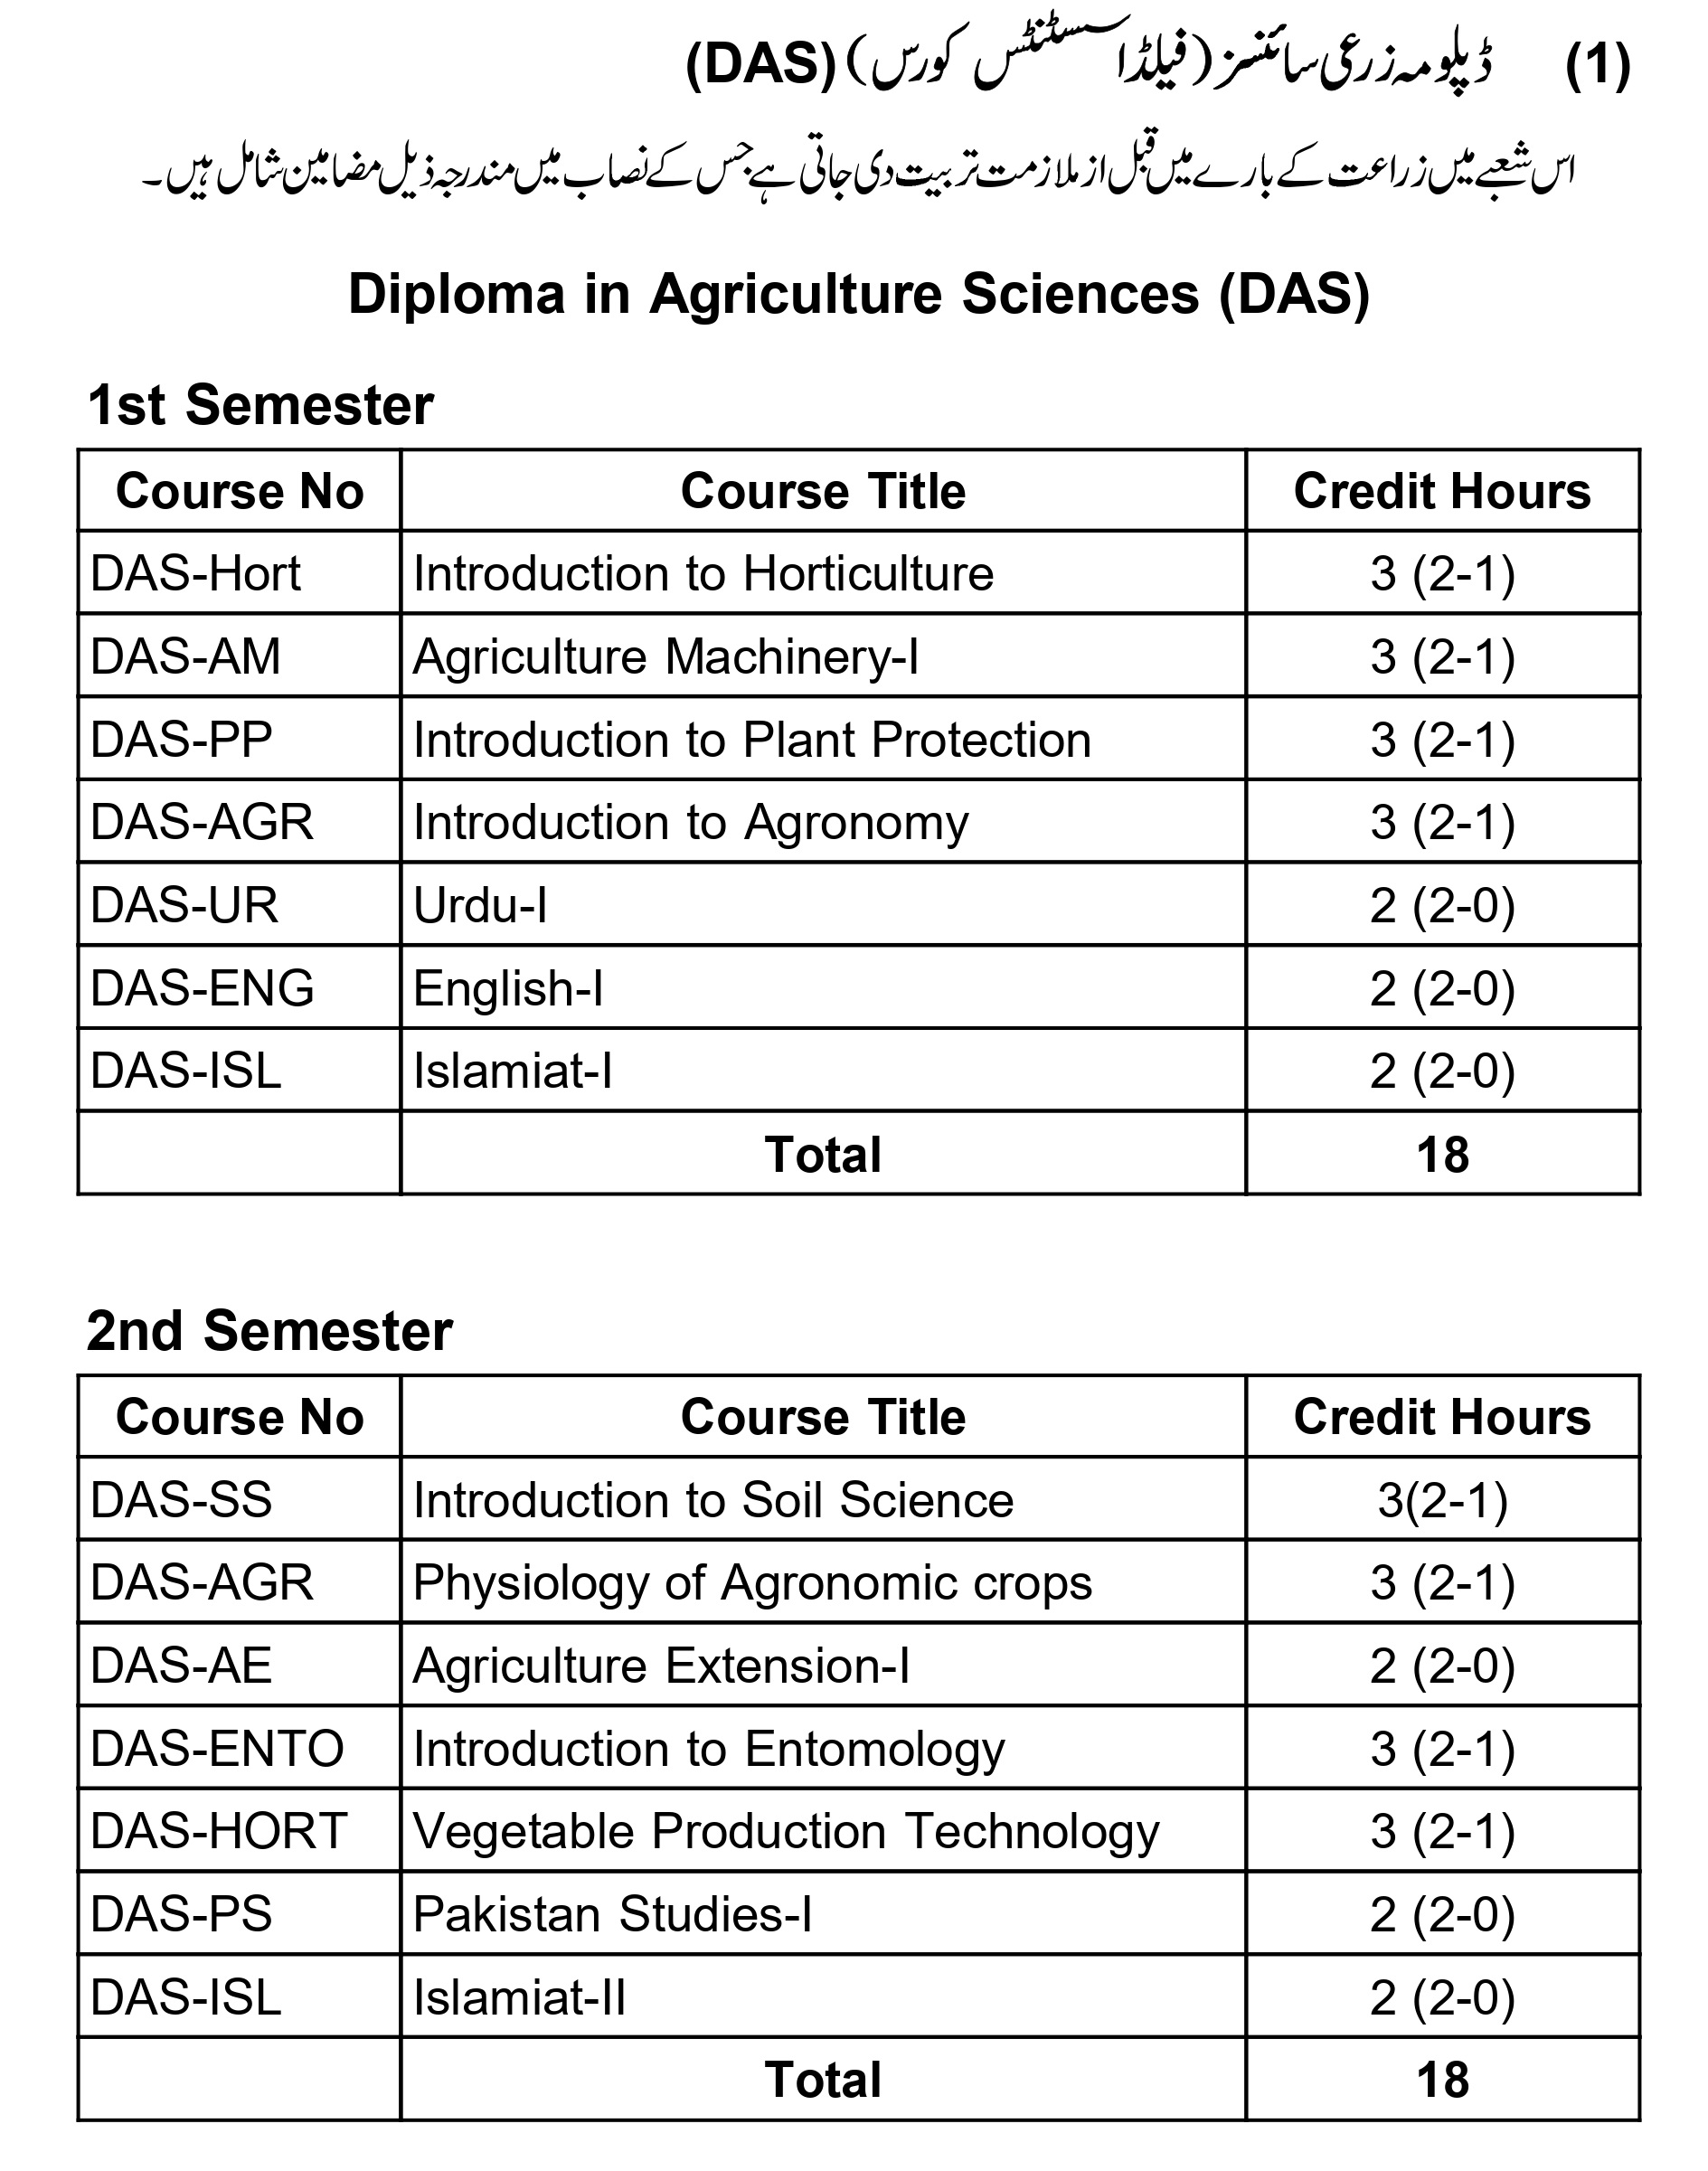 (1) ڈپلومہ زرعی سائنسز (فیلڈ اسسٹنٹس کورس) (DAS)
اس شعبے میں زراعت کے بارے میں قبل از ملازمت تربیت دی جاتی ہے جس کے نصاب میں مندرجہ ذیل مضامین شامل ہیں۔
Diploma in Agriculture Sciences (DAS)
1st Semester
Course No Course Title Credit Hours
DAS-Hort Introduction to Horticulture 3 (2-1)
DAS-AM Agriculture Machinery-I 3 (2-1)
DAS-PP Introduction to Plant Protection 3 (2-1)
DAS-AGR Introduction to Agronomy 3 (2-1)
DAS-UR Urdu-I 2 (2-0)
DAS-ENG English-I 2 (2-0)
DAS-ISL Islamiat-I 2 (2-0)
Total 18
2nd Semester
Course No Course Title Credit Hours
DAS-SS Introduction to Soil Science 3(2-1)
DAS-AGR Physiology of Agronomic crops 3 (2-1)
DAS-AE Agriculture Extension-I 2 (2-0)
DAS-ENTO Introduction to Entomology 3 (2-1)
DAS-HORT Vegetable Production Technology 3 (2-1)
DAS-PS Pakistan Studies-I 2 (2-0)
DAS-ISL Islamiat-II 2 (2-0)
Total 18